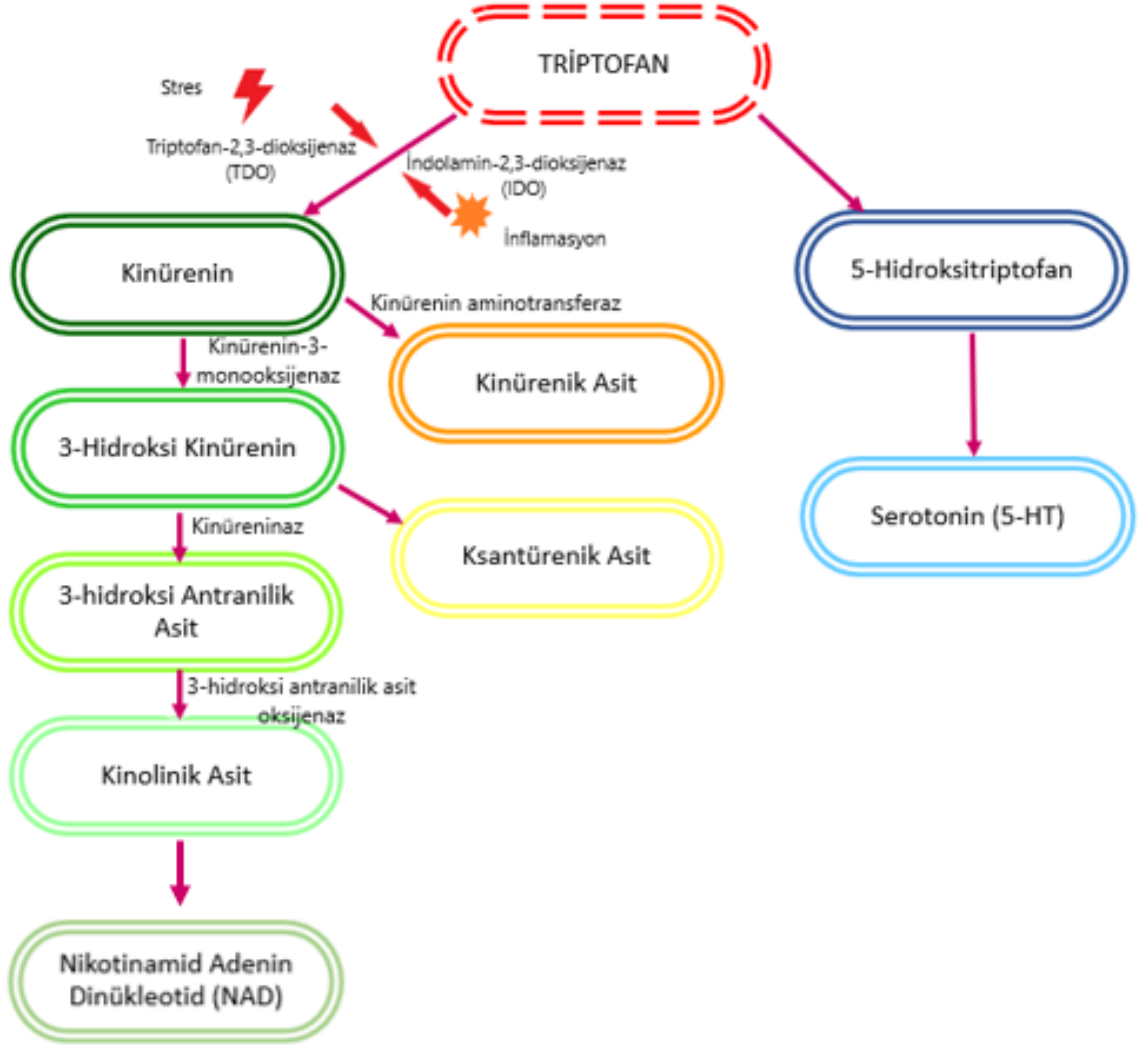 TRİPTOFAN
Stres
Triptofan-2,3-dioksijenaz
(TDO)
İndolamin-2,3-dioksijenaz
(IDO)
İnflamasyon
Kinürenin
5-Hidroksitriptofan
Kinürenin aminotransferaz
Kinürenin-3-
monooksijenaz
Kinürenik Asit
3-Hidroksi Kinürenin
Serotonin (5-HT)
Kinüreninaz
Ksantürenik Asit
3-hidroksi Antranilik
Asit
3-hidroksi antranilik asit
oksijenaz
Kinolinik Asit
Nikotinamid Adenin
Dinükleotid (NAD)